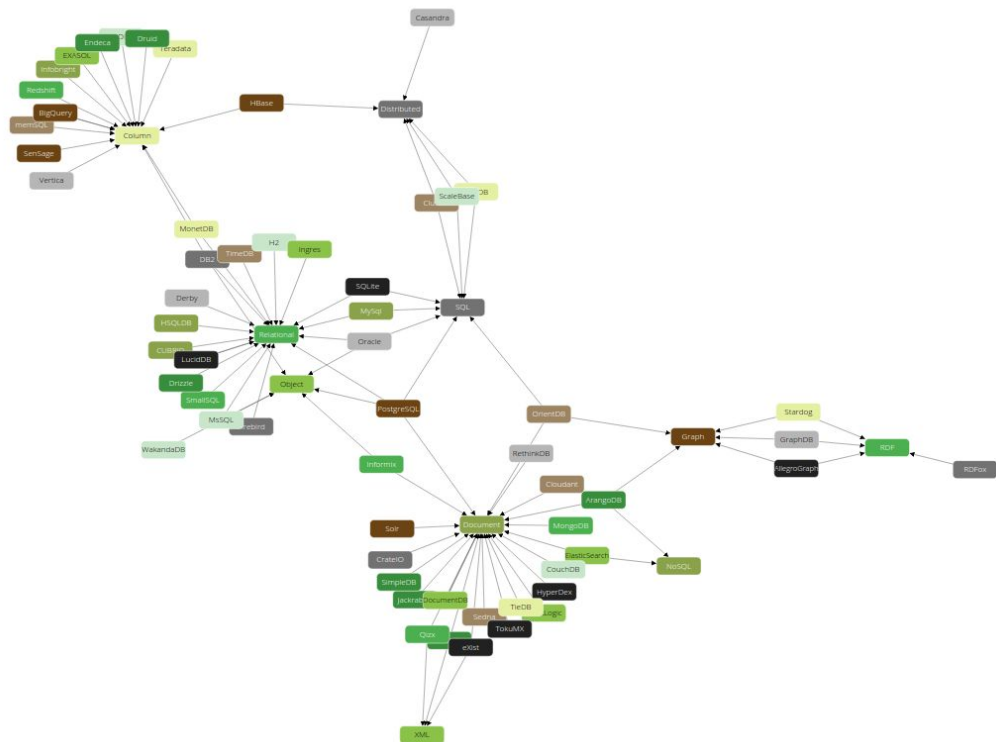 Casandra
Endeca
Druid
Teradata
EXASOL
Infobright
Redshift
BigQuery
HBase
Distributed
memSQL
Column
SenSage
Vertica
ScaleBase
MonetDB
H2
Ingres
TimeDB
DB2
SQLite
Derby
SQL
MySql
HSQLDB
Relational
Oracle
LucidDB
Drizzle
Object
SmallSQL
PostgreSQL
OrientDB
Stardog
MsSQL
Graph
GraphDB
RDF
WakandaDB
RethinkDB
Informix
AllegroGraph
RDFox
Cloudant
ArangoDB
Solr
Document
MongoDB
CrateIO
ElasticSearch
CouchDB
NoSQL
SimpleDB
HyperDex
DocumentDB
TieDB
Sedna
TokuMX
Qizx
eXist
XML